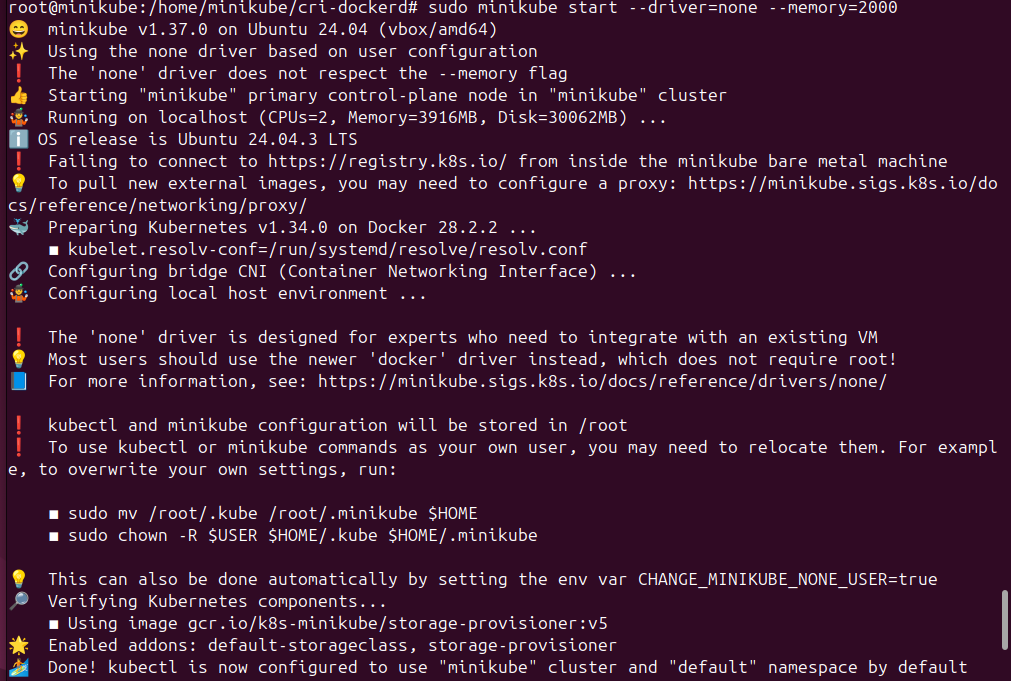 root@minikube:/home/minikube/cri-dockerd# sudo minikube start --driver=none --memory=2000
😄  minikube v1.37.0 on Ubuntu 24.04 (vbox/amd64)
✨  Using the none driver based on user configuration
❗  The 'none' driver does not respect the --memory flag
👍  Starting "minikube" primary control-plane node in "minikube" cluster
🤹  Running on localhost (CPUs=2, Memory=3916MB, Disk=30062MB) ...
ℹ️ OS release is Ubuntu 24.04.3 LTS
❗  Failing to connect to https://registry.k8s.io/ from inside the minikube bare metal machine
💡  To pull new external images, you may need to configure a proxy: https://minikube.sigs.k8s.io/do
cs/reference/networking/proxy/
🐳  Preparing Kubernetes v1.34.0 on Docker 28.2.2 ...
    ▪ kubelet.resolv-conf=/run/systemd/resolve/resolv.conf
🔗  Configuring bridge CNI (Container Networking Interface) ...
🤹  Configuring local host environment ...
❗  The 'none' driver is designed for experts who need to integrate with an existing VM
💡  Most users should use the newer 'docker' driver instead, which does not require root!
📘  For more information, see: https://minikube.sigs.k8s.io/docs/reference/drivers/none/
❗  kubectl and minikube configuration will be stored in /root
❗  To use kubectl or minikube commands as your own user, you may need to relocate them. For exampl
e, to overwrite your own settings, run:
    ▪ sudo mv /root/.kube /root/.minikube $HOME
    ▪ sudo chown -R $USER $HOME/.kube $HOME/.minikube
💡  This can also be done automatically by setting the env var CHANGE_MINIKUBE_NONE_USER=true
🔎  Verifying Kubernetes components...
    ▪ Using image gcr.io/k8s-minikube/storage-provisioner:v5
🌟  Enabled addons: default-storageclass, storage-provisioner
🏄  Done! kubectl is now configured to use "minikube" cluster and "default" namespace by default